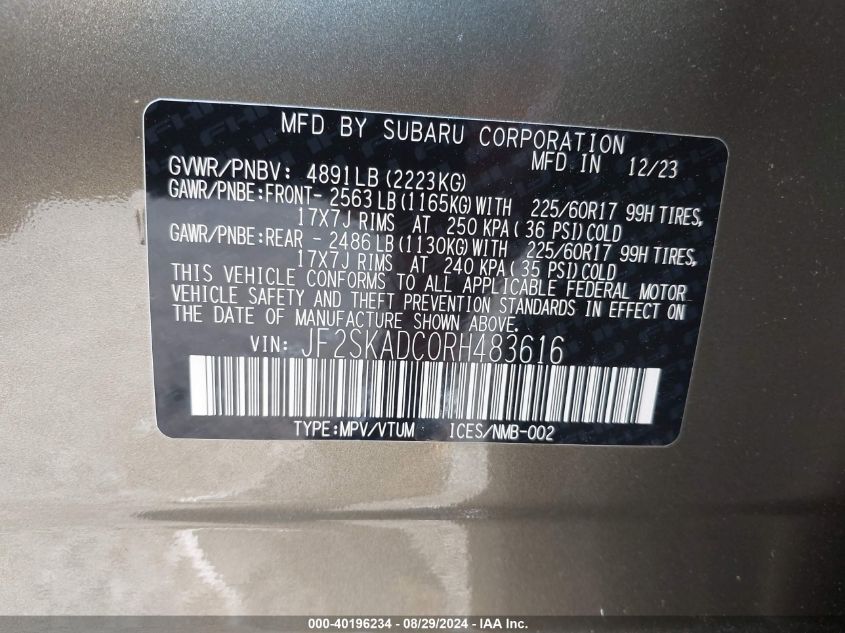 MFD BY SUBARU CORPORATION
MFD IN 12/23
GVWR/PNBV: 4891LB(2223KG)
GAWR/PNBE:FRONT- 2563LB(1165KG)WITH 225/60R17 99H TIRES,
17X7J RIMS AT 250 KPA( 36 PSI)COLD
GAWR/PNBE:REAR - 2486LB(1130KG)WITH 225/60R17 99H TIRES,
17X7J RIMS AT 240 KPA( 35 PSI)COLD
THIS VEHICLE CONFORMS TO ALL APPLICABLE FEDERAL MOTOR
VEHICLE SAFETY AND THEFT PREVENTION STANDARDS IN EFFECT ON
THE DATE OF MANUFACTURE SHOWN ABOVE.
VIN: JF2SKADC0RH483616
TYPE:MPV/VTUM ICES/NMB-002
000-40196234 - 08/29/2024 - IAA Inc.